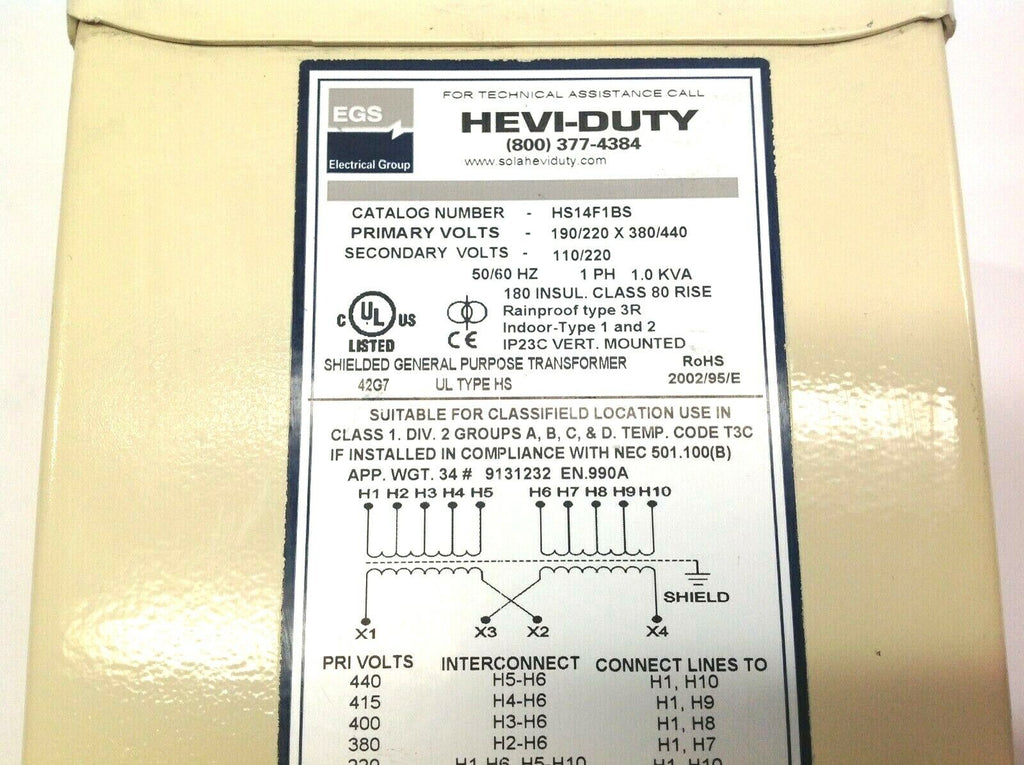 EGS
Electrical Group
FOR TECHNICAL ASSISTANCE CALL
HEVI-DUTY
(800) 377-4384
www.solaheviduty.com
CATALOG NUMBER - HS14F1BS
PRIMARY VOLTS - 190/220 X 380/440
SECONDARY VOLTS - 110/220
50/60 HZ 1 PH 1.0 KVA
180 INSUL. CLASS 80 RISE
Rainproof type 3R
Indoor-Type 1 and 2
IP23C VERT. MOUNTED
C UL US
LISTED
CE
SHIELDED GENERAL PURPOSE TRANSFORMER
42G7 UL TYPE HS
RoHS
2002/95/E
SUITABLE FOR CLASSIFIELD LOCATION USE IN
CLASS 1. DIV. 2 GROUPS A, B, C, & D. TEMP. CODE T3C
IF INSTALLED IN COMPLIANCE WITH NEC 501.100(B)
APP. WGT. 34 # 9131232 EN.990A
H1 H2 H3 H4 H5 H6 H7 H8 H9 H10
SHIELD
X1 X3 X2 X4
PRI VOLTS INTERCONNECT CONNECT LINES TO
440 H5-H6 H1, H10
415 H4-H6 H1, H9
400 H3-H6 H1, H8
380 H2-H6 H1, H7
220 H1-H6, H5-H10 H1, H10